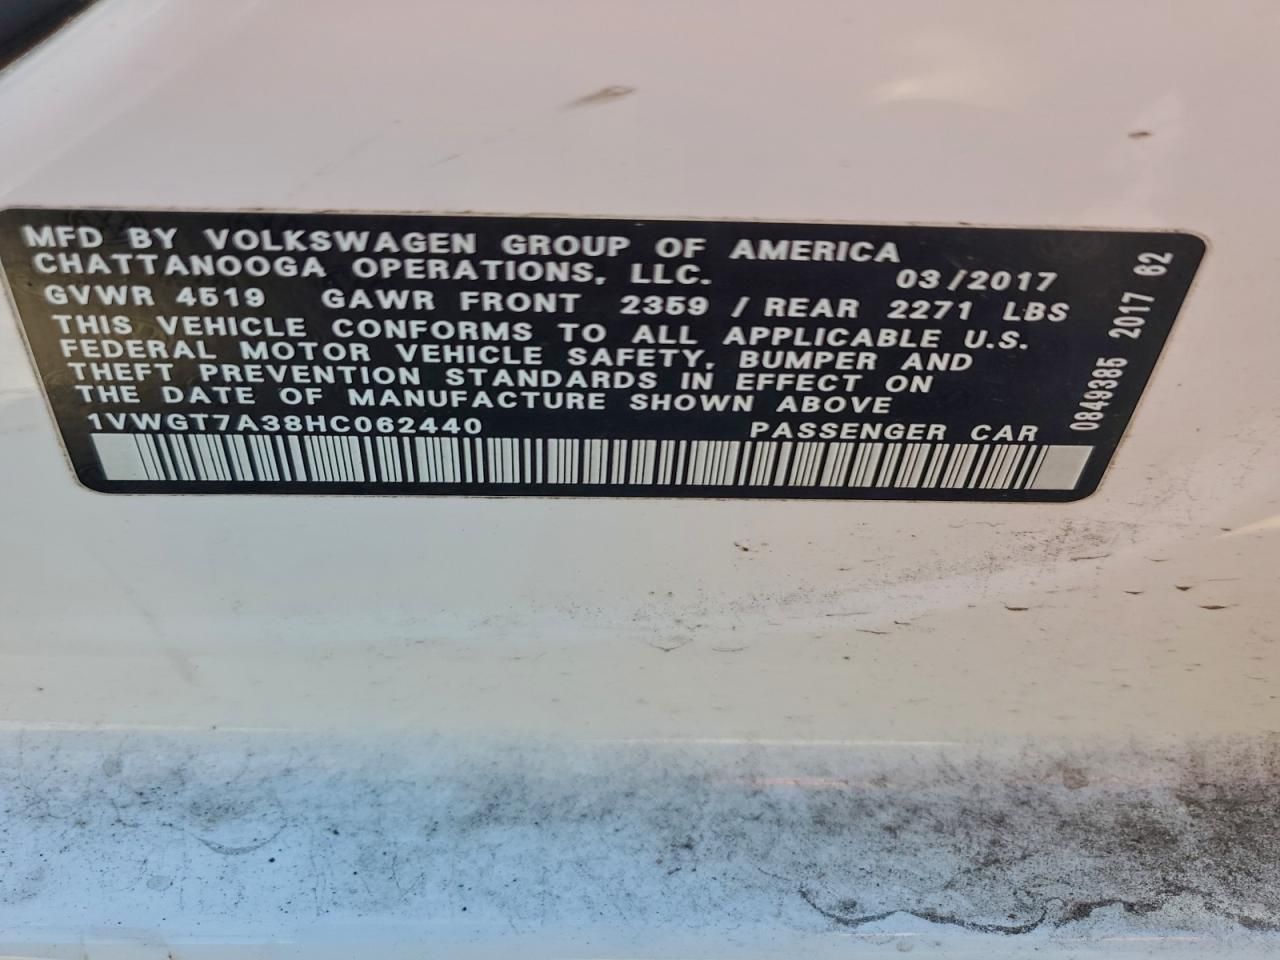 MFD BY VOLKSWAGEN GROUP OF AMERICA
CHATTANOOGA OPERATIONS, LLC. 03/2017
GVWR 4519 GAWR FRONT 2359 / REAR 2271 LBS
THIS VEHICLE CONFORMS TO ALL APPLICABLE U.S.
FEDERAL MOTOR VEHICLE SAFETY, BUMPER AND
THEFT PREVENTION STANDARDS IN EFFECT ON
THE DATE OF MANUFACTURE SHOWN ABOVE
1VWGT7A38HC062440 PASSENGER CAR
0849385 2017 62